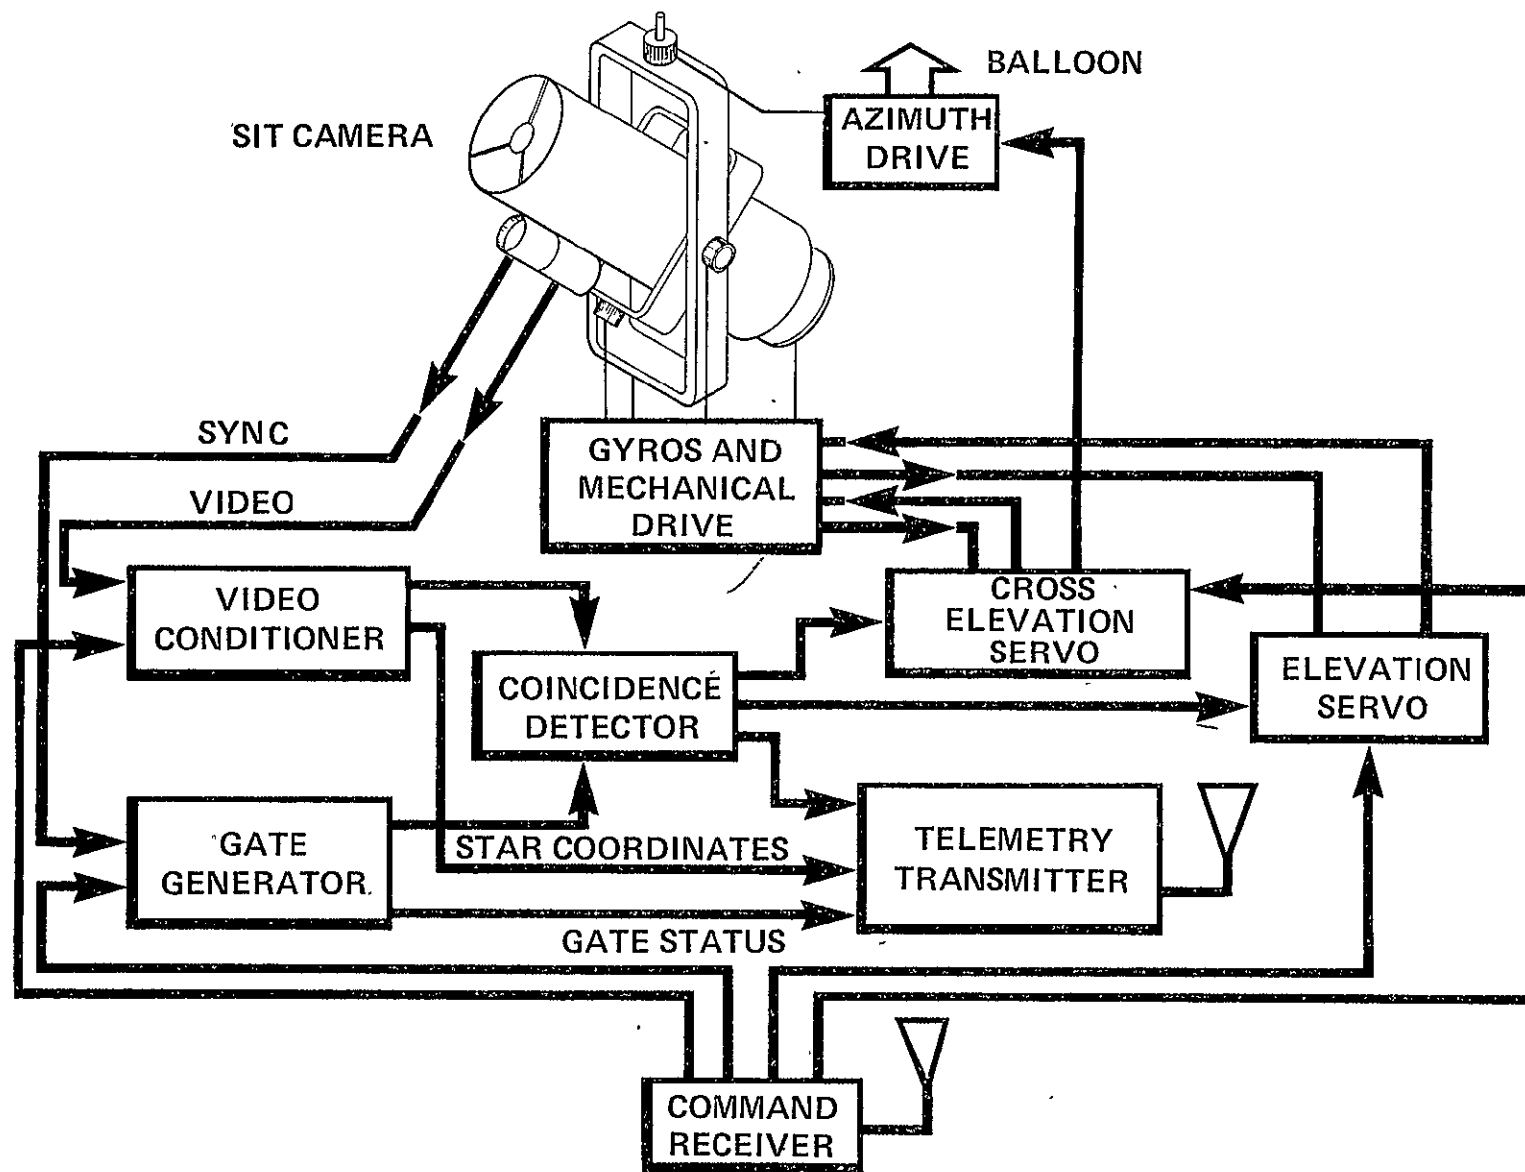 BALLOON
SIT CAMERA
AZIMUTH
DRIVE
SYNC
VIDEO
GYROS AND
MECHANICAL
DRIVE
VIDEO
CONDITIONER
CROSS
ELEVATION
SERVO
ELEVATION
SERVO
COINCIDENCE
DETECTOR
GATE
GENERATOR
STAR COORDINATES
TELEMETRY
TRANSMITTER
GATE STATUS
COMMAND
RECEIVER